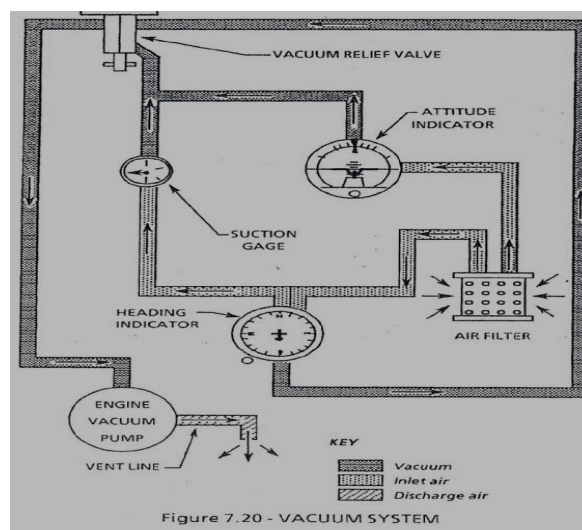 VACUUM RELIEF VALVE
ATTITUDE
INDICATOR
SUCTION
GAGE
HEADING
INDICATOR
AIR FILTER
ENGINE
VACUUM
PUMP
VENT LINE
KEY
Vacuum
Inlet air
Discharge air
Figure 7.20 - VACUUM SYSTEM